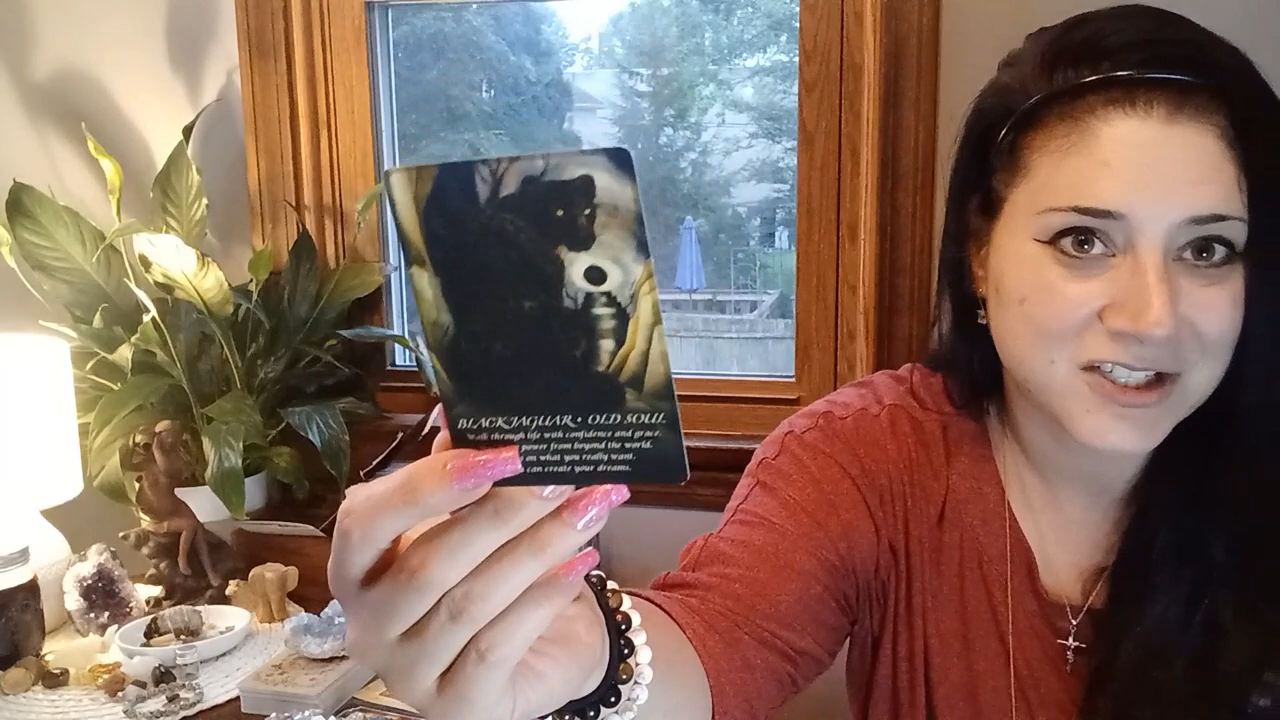 BLACK JAGUAR • OLD SOUL
Walk through life with confidence and grace.
power from beyond the world.
on what you really want.
can create your dreams.